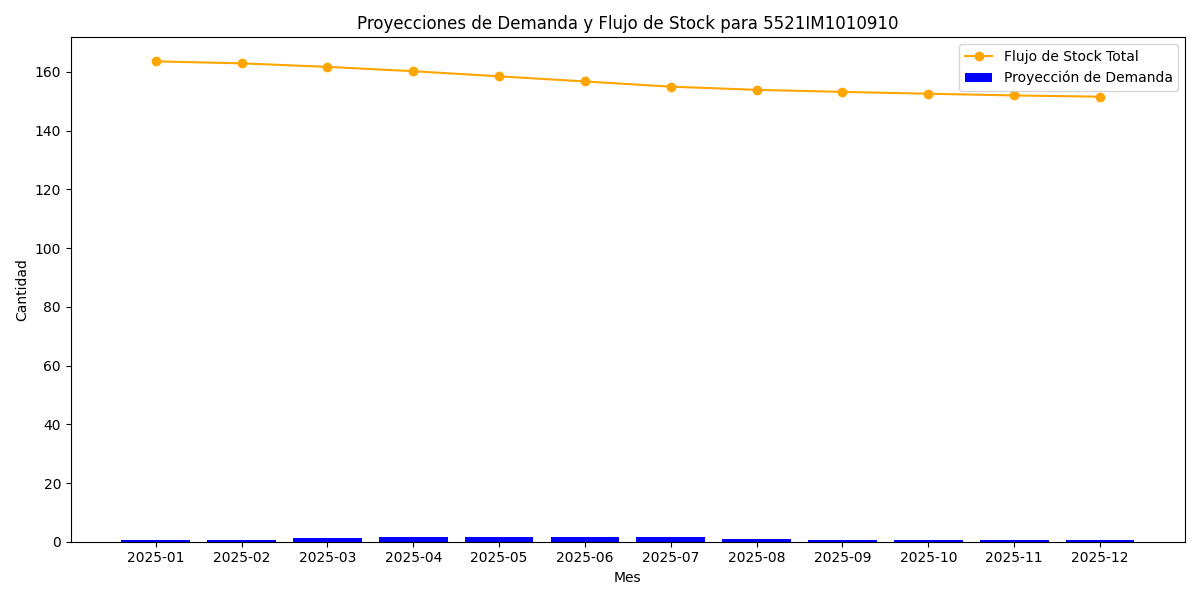 Proyecciones de Demanda y Flujo de Stock para 5521IM1010910
Flujo de Stock Total
Proyección de Demanda
160
140
120
100
80
60
40
20
0
Cantidad
2025-01 2025-02 2025-03 2025-04 2025-05 2025-06 2025-07 2025-08 2025-09 2025-10 2025-11 2025-12
Mes